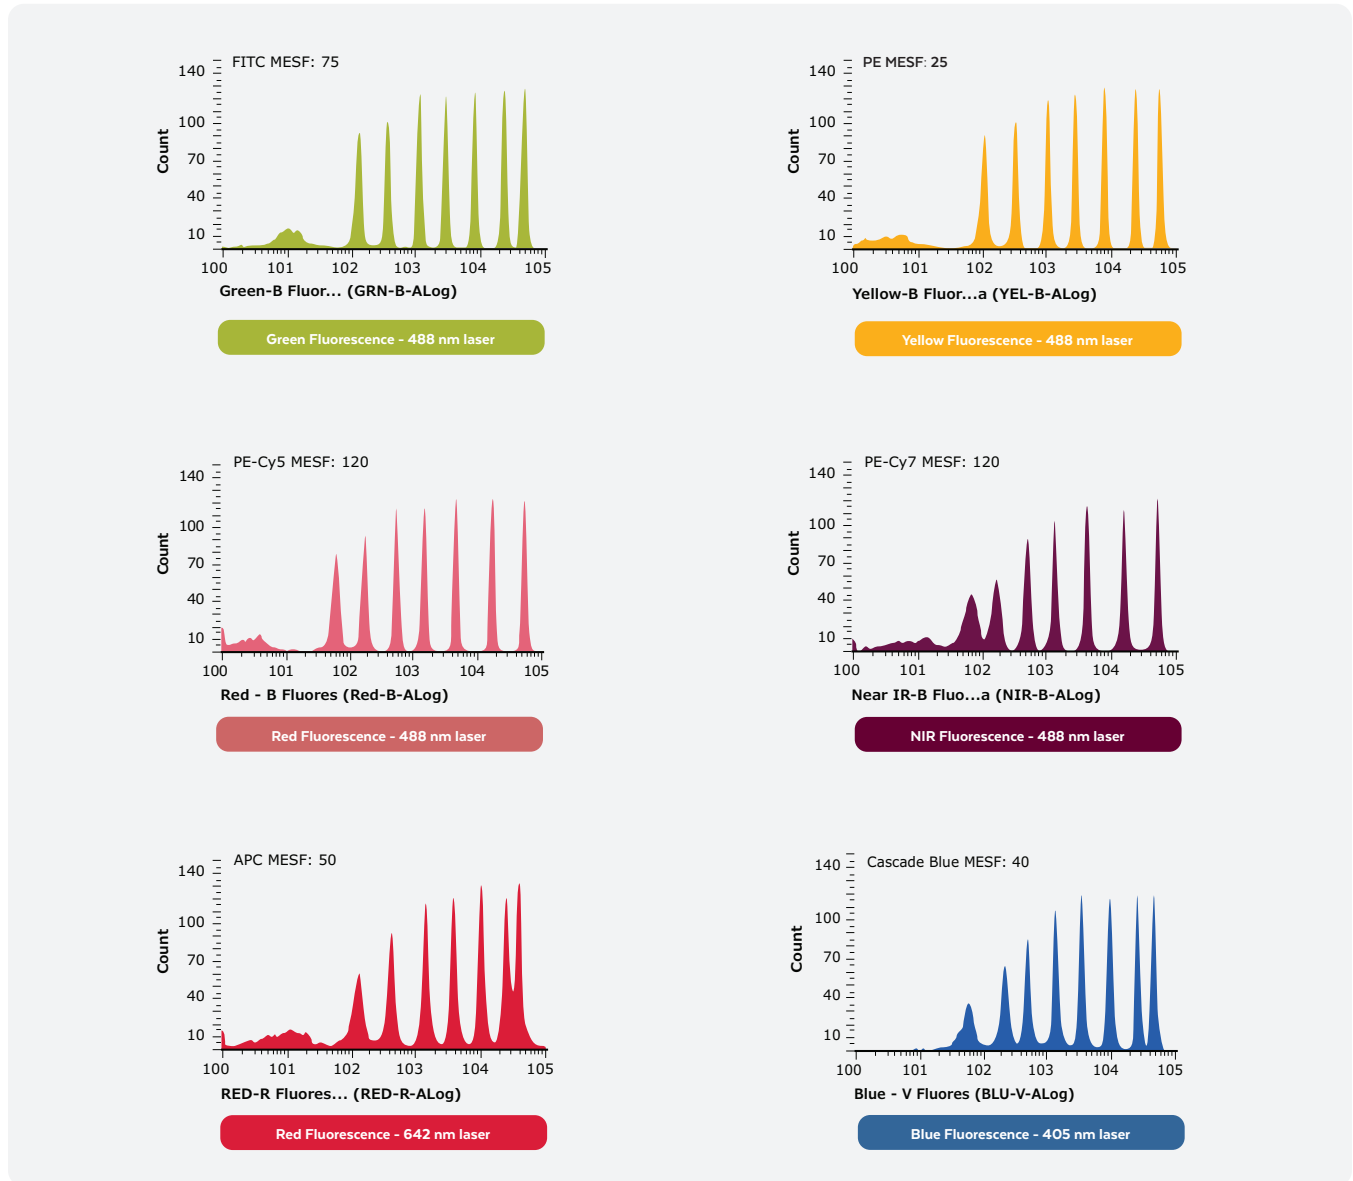 FITC MESF: 75
140
100
70
40
10
Count
100 101 102 103 104 105
Green-B Fluor... (GRN-B-ALog)
Green Fluorescence - 488 nm laser
PE MESF: 25
140
100
70
40
10
Count
100 101 102 103 104 105
Yellow-B Fluor...a (YEL-B-ALog)
Yellow Fluorescence - 488 nm laser
PE-Cy5 MESF: 120
140
100
70
40
10
Count
100 101 102 103 104 105
Red - B Fluores (Red-B-ALog)
Red Fluorescence - 488 nm laser
PE-Cy7 MESF: 120
140
100
70
40
10
Count
100 101 102 103 104 105
Near IR-B Fluo...a (NIR-B-ALog)
NIR Fluorescence - 488 nm laser
APC MESF: 50
140
100
70
40
10
Count
100 101 102 103 104 105
RED-R Fluores... (RED-R-ALog)
Red Fluorescence - 642 nm laser
Cascade Blue MESF: 40
140
100
70
40
10
Count
100 101 102 103 104 105
Blue - V Fluores (BLU-V-ALog)
Blue Fluorescence - 405 nm laser